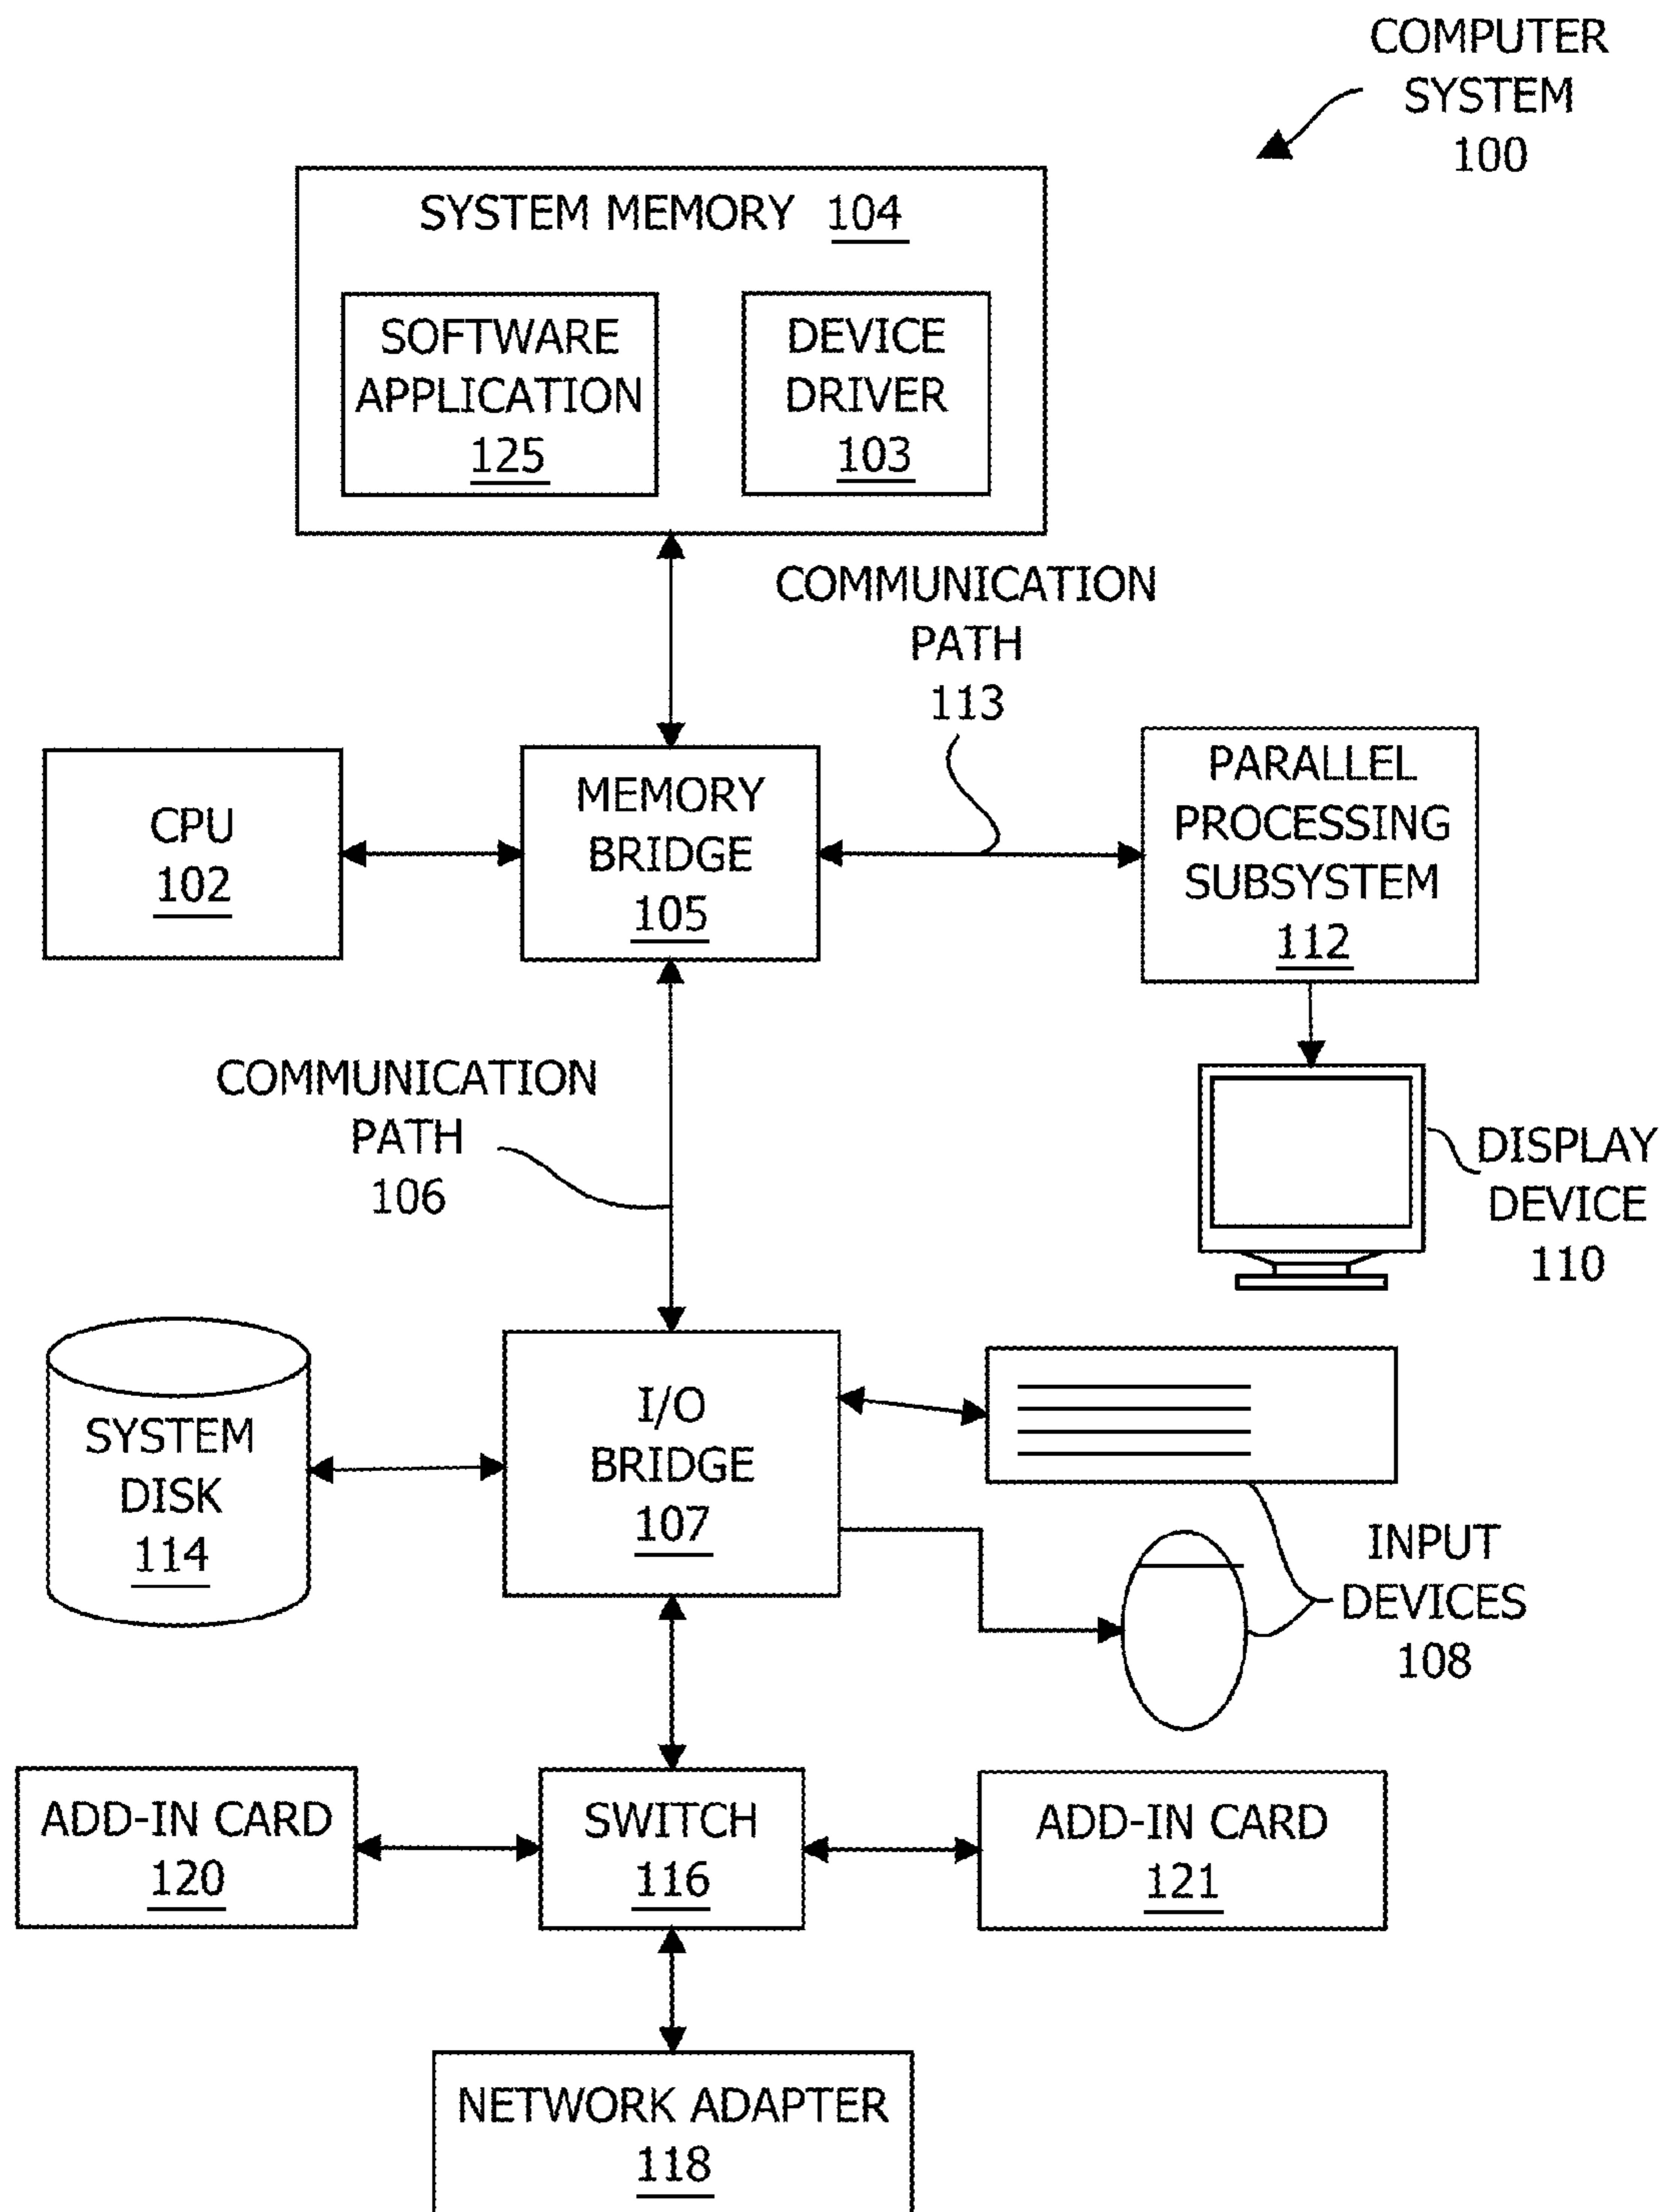 COMPUTER
SYSTEM
100
SYSTEM MEMORY 104
SOFTWARE
APPLICATION
125
DEVICE
DRIVER
103
COMMUNICATION
PATH
113
CPU
102
MEMORY
BRIDGE
105
PARALLEL
PROCESSING
SUBSYSTEM
112
COMMUNICATION
PATH
106
DISPLAY
DEVICE
110
SYSTEM
DISK
114
I/O
BRIDGE
107
INPUT
DEVICES
108
ADD-IN CARD
120
SWITCH
116
ADD-IN CARD
121
NETWORK ADAPTER
118